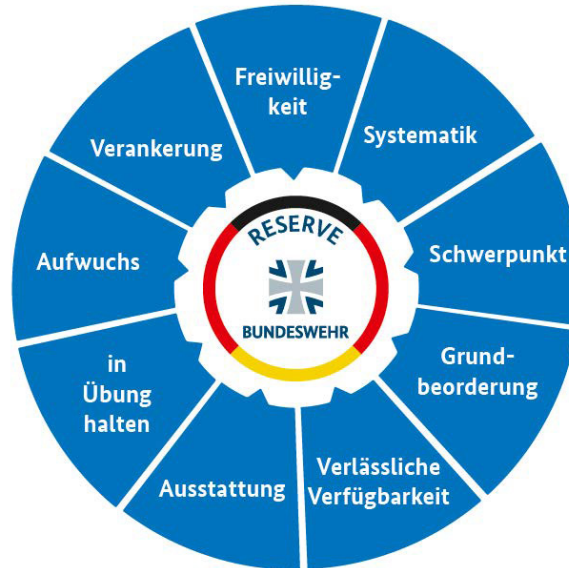 Freiwillig-
keit
Systematik
Schwerpunkt
Grund-
beorderung
Verlässliche
Verfügbarkeit
Ausstattung
in
Übung
halten
Aufwuchs
Verankerung
RESERVE
BUNDESWEHR